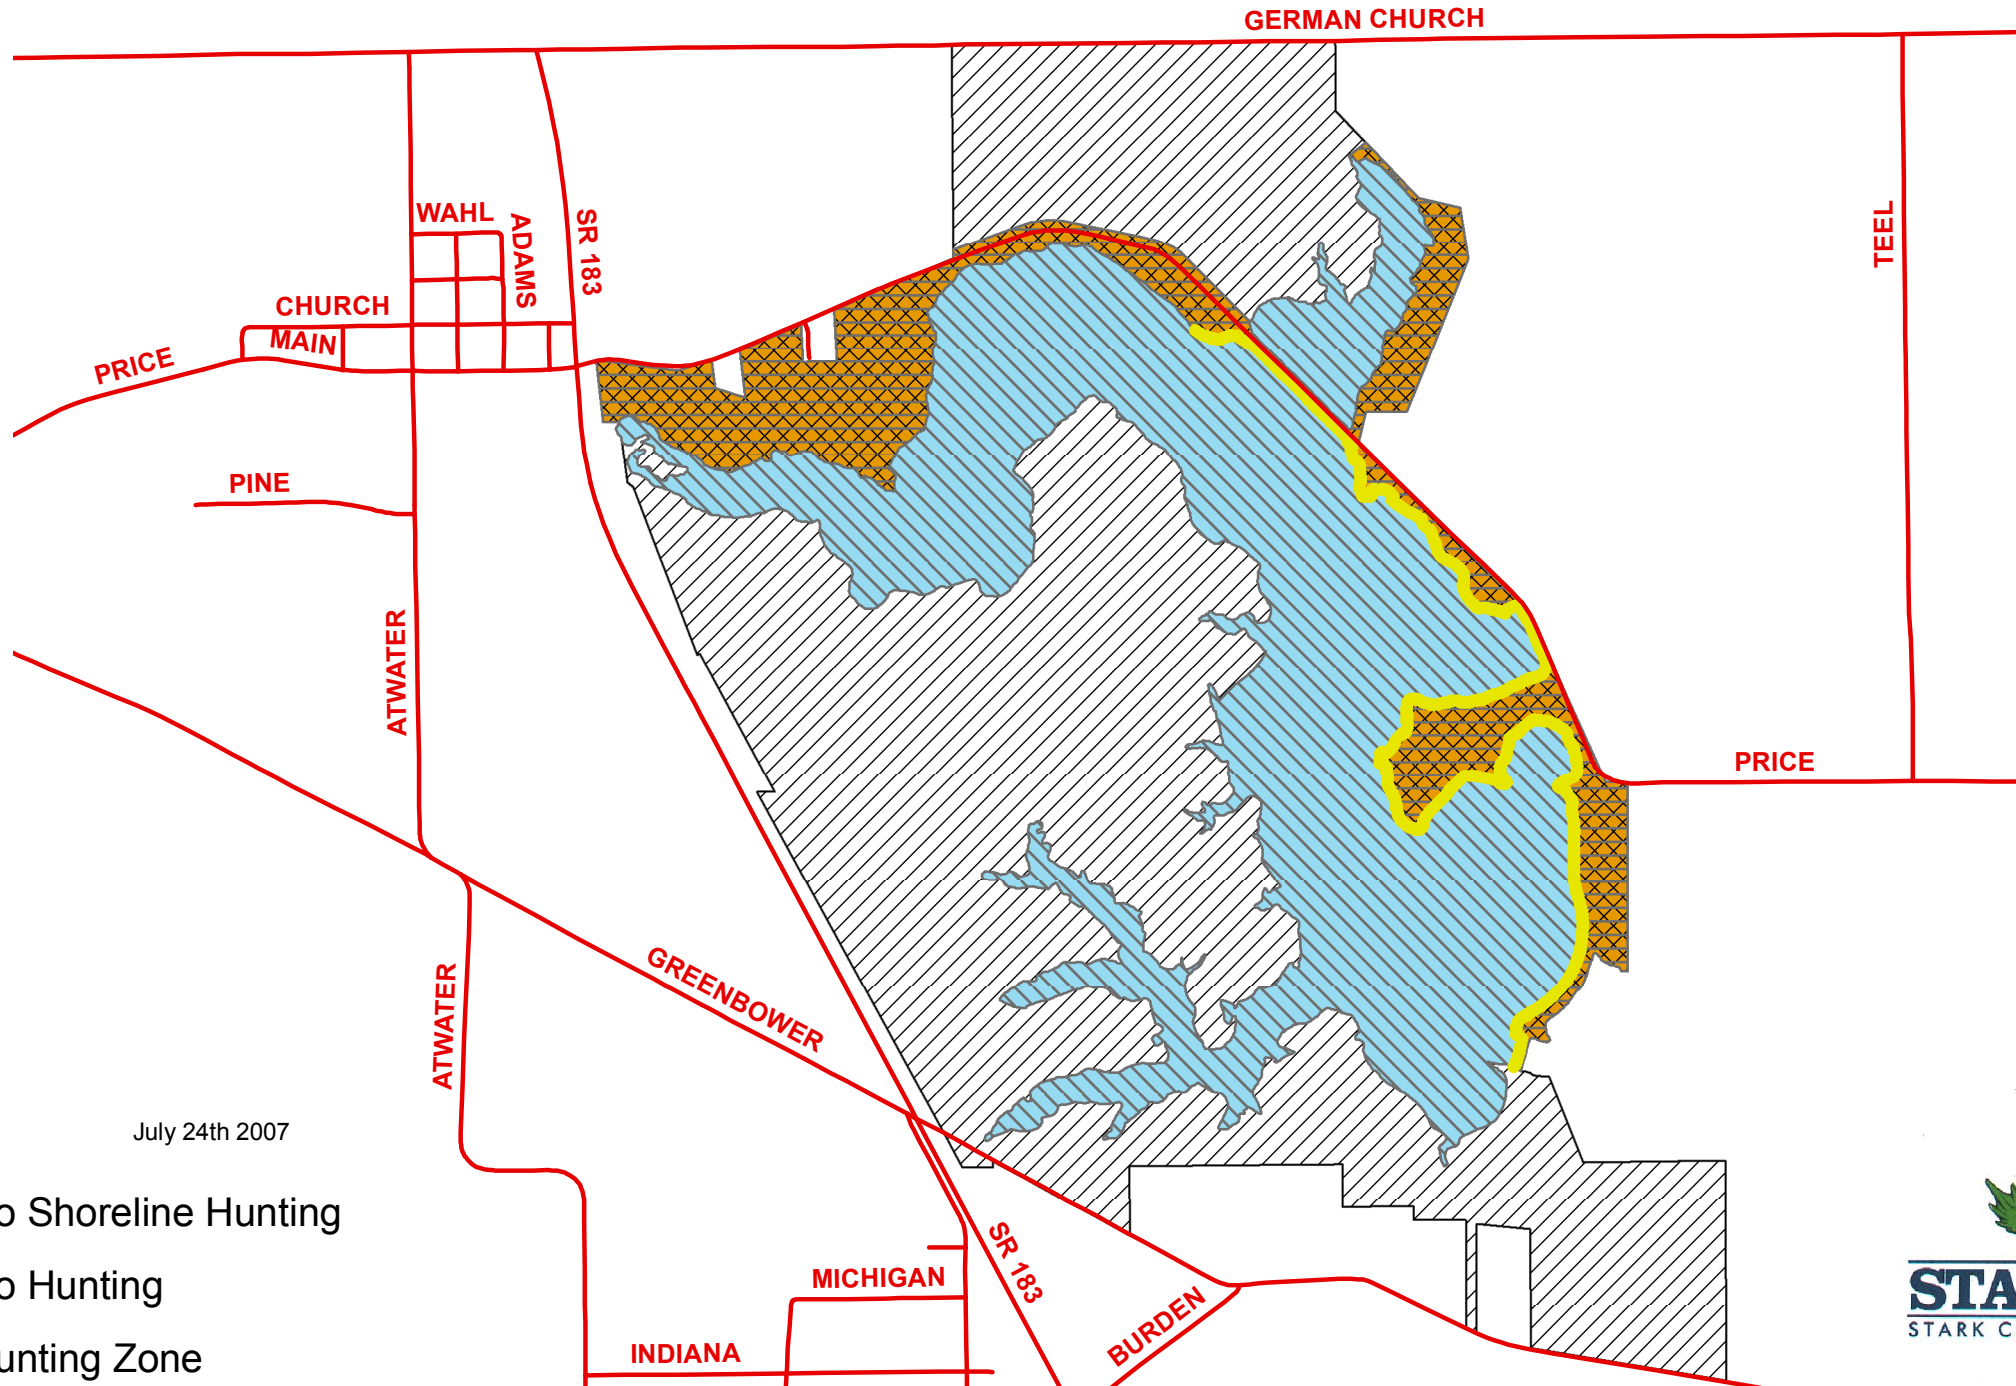 GERMAN CHURCH
WAHL
ADAMS
SR 183
TEEL
CHURCH
MAIN
PRICE
PINE
ATWATER
PRICE
GREENBOWER
ATWATER
July 24th 2007
o Shoreline Hunting
SR 183
o Hunting
MICHIGAN
STA
STARK C
BURDEN
unting Zone
INDIANA